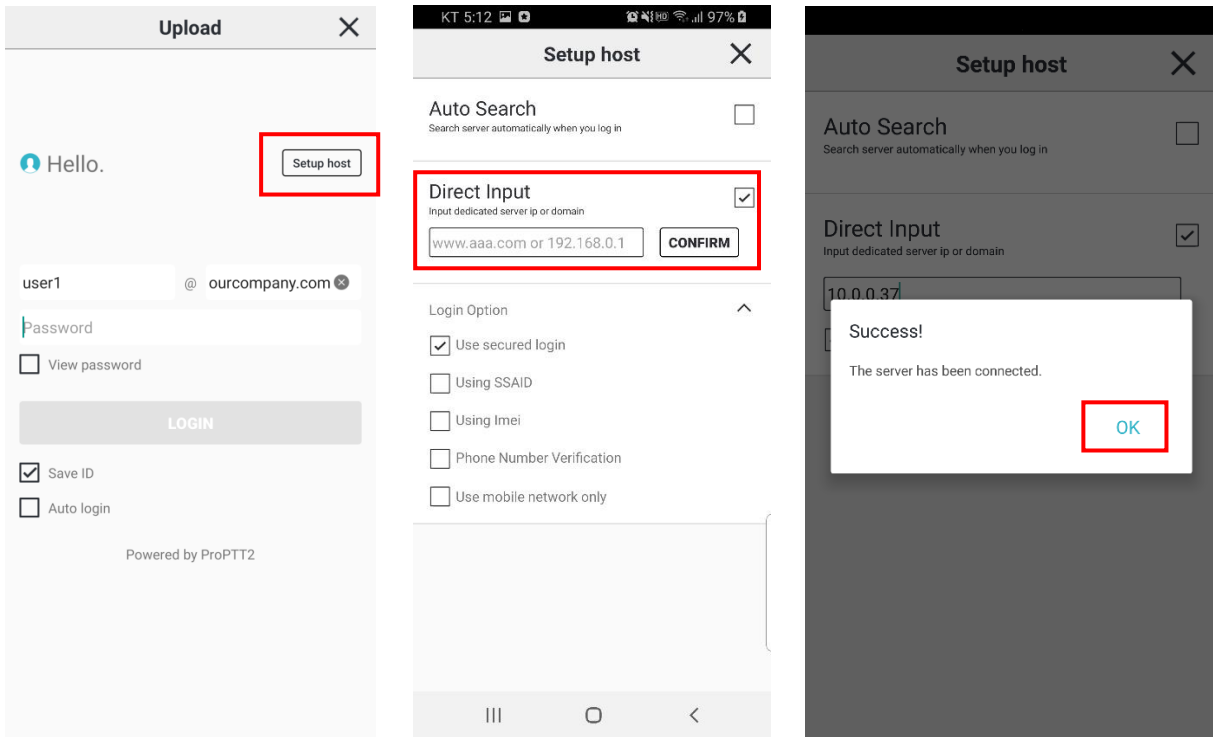 Upload
Hello.
Setup host
user1 @ ourcompany.com
Password
View password
LOGIN
Save ID
Auto login
Powered by ProPTT2
KT 5:12 97%
Setup host
Auto Search
Search server automatically when you log in
Direct Input
Input dedicated server ip or domain
www.aaa.com or 192.168.0.1 CONFIRM
Login Option
Use secured login
Using SSAID
Using Imei
Phone Number Verification
Use mobile network only
Setup host
Auto Search
Search server automatically when you log in
Direct Input
Input dedicated server ip or domain
10.0.0.37
Success!
The server has been connected.
OK